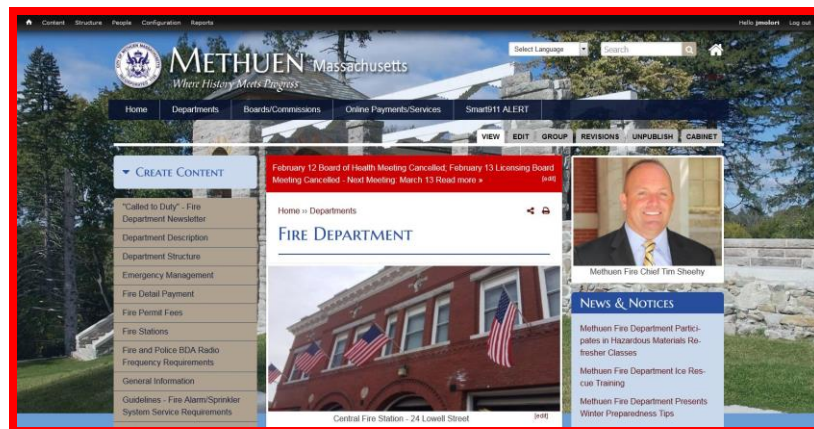 Content Structure People Configuration Reports
Hello jmolori Log out
METHUEN Massachusetts
Where History Meets Progress
Select Language
Search
Home Departments Boards/Commissions Online Payments/Services Smart911 ALERT
VIEW EDIT GROUP REVISIONS UNPUBLISH CABINET
CREATE CONTENT
"Called to Duty" - Fire
Department Newsletter
Department Description
Department Structure
Emergency Management
Fire Detail Payment
Fire Permit Fees
Fire Stations
Fire and Police BDA Radio
Frequency Requirements
General Information
Guidelines - Fire Alarm/Sprinkler
System Service Requirements
February 12 Board of Health Meeting Cancelled; February 13 Licensing Board
Meeting Cancelled - Next Meeting: March 13 Read more »
[edit]
Home » Departments
FIRE DEPARTMENT
Central Fire Station - 24 Lowell Street
[edit]
Methuen Fire Chief Tim Sheehy
NEWS & NOTICES
Methuen Fire Department Partici-
pates in Hazardous Materials Re-
fresher Classes
Methuen Fire Department Ice Res-
cue Training
Methuen Fire Department Presents
Winter Preparedness Tips